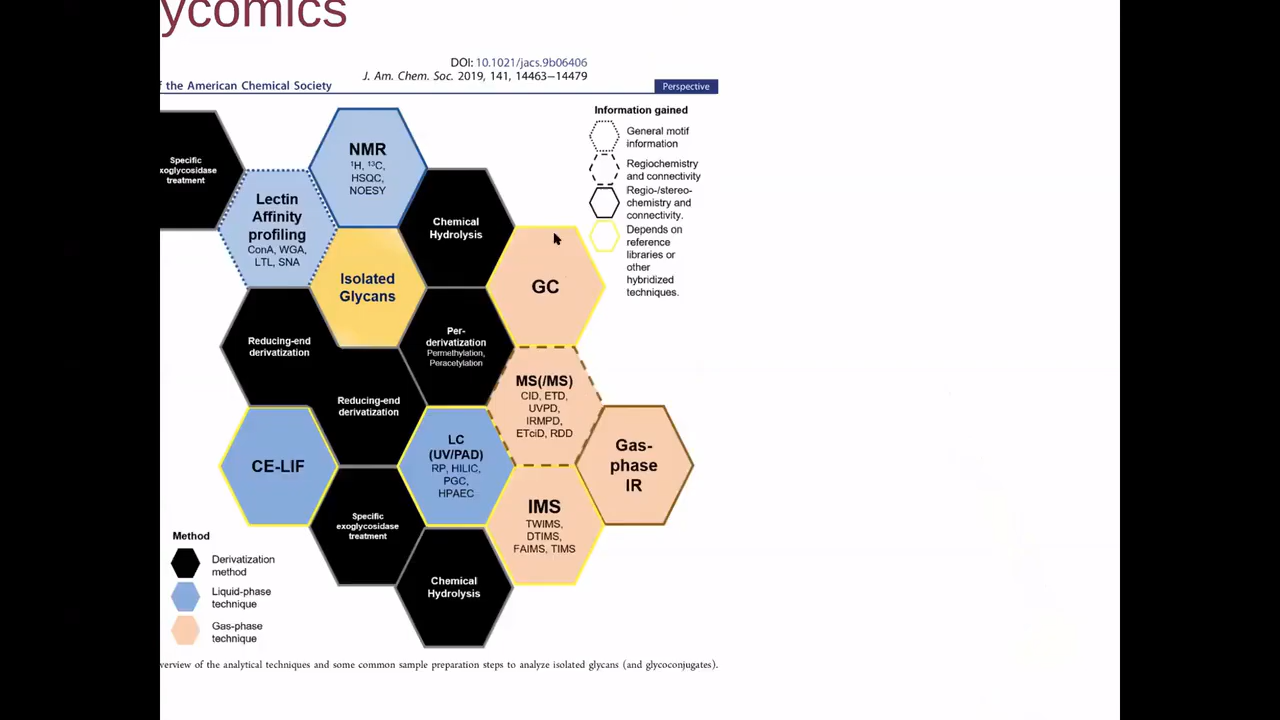 ycomics
DOI: 10.1021/jacs.9b06406
J. Am. Chem. Soc. 2019, 141, 14463−14479
f the American Chemical Society
Perspective
Information gained
General motif
information
Regiochemistry
and connectivity
Regio-/stereo-
chemistry and
connectivity.
Depends on
reference
libraries or
other
hybridized
techniques.
Specific
exoglycosidase
treatment
NMR
¹H, ¹³C,
HSQC,
NOESY
Lectin
Affinity
profiling
ConA, WGA,
LTL, SNA
Chemical
Hydrolysis
Isolated
Glycans
GC
Reducing-end
derivatization
Per-
derivatization
Permethylation,
Peracetylation
MS(/MS)
CID, ETD,
UVPD,
IRMPD,
ETciD, RDD
Reducing-end
derivatization
CE-LIF
LC
(UV/PAD)
RP, HILIC,
PGC,
HPAEC
Gas-
phase
IR
IMS
TWIMS,
DTIMS,
FAIMS, TIMS
Specific
exoglycosidase
treatment
Chemical
Hydrolysis
Method
Derivatization
method
Liquid-phase
technique
Gas-phase
technique
verview of the analytical techniques and some common sample preparation steps to analyze isolated glycans (and glycoconjugates).